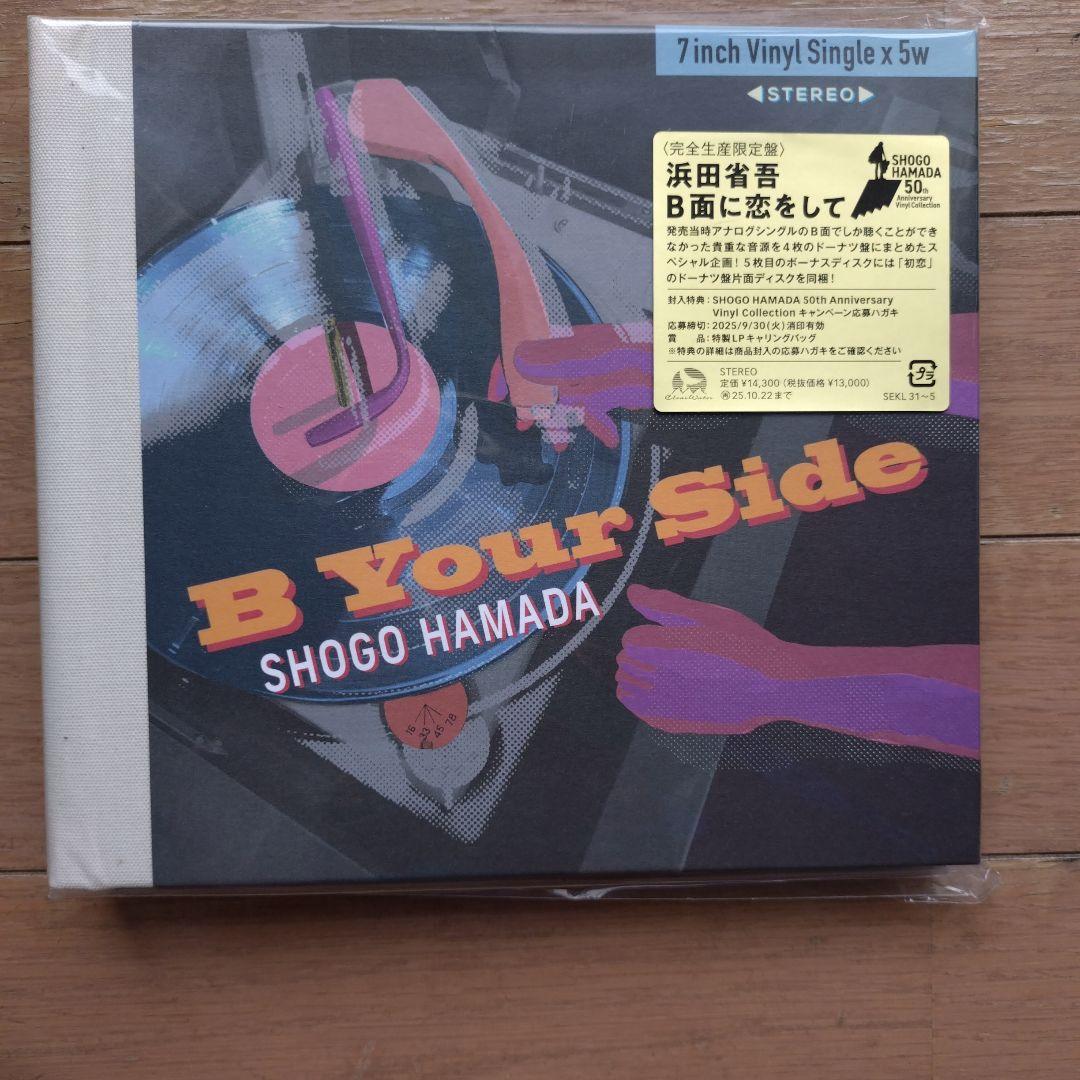 7 inch Vinyl Single x 5w
◀STEREO▶
〈完全生産限定盤〉
浜田省吾
B面に恋をして
SHOGO
HAMADA
50th
Anniversary
Vinyl Collection
発売当時アナログシングルのB面でしか聴くことができ
なかった貴重な音源を4枚のドーナツ盤にまとめたス
ペシャル企画!5枚目のボーナスディスクには「初恋」
のドーナツ盤片面ディスクを同梱!
封入特典:SHOGO HAMADA 50th Anniversary
Vinyl Collection キャンペーン応募ハガキ
応募締切:2025/9/30(火)消印有効
賞 品:特製LPキャリングバッグ
※特典の詳細は商品封入の応募ハガキをご確認ください
STEREO
定価 ¥14,300(税抜価格 ¥13,000)
Clear Water
㋐25.10.22まで
プラ
SEKL 31〜5
B Your Side
SHOGO HAMADA
16 33 45 78